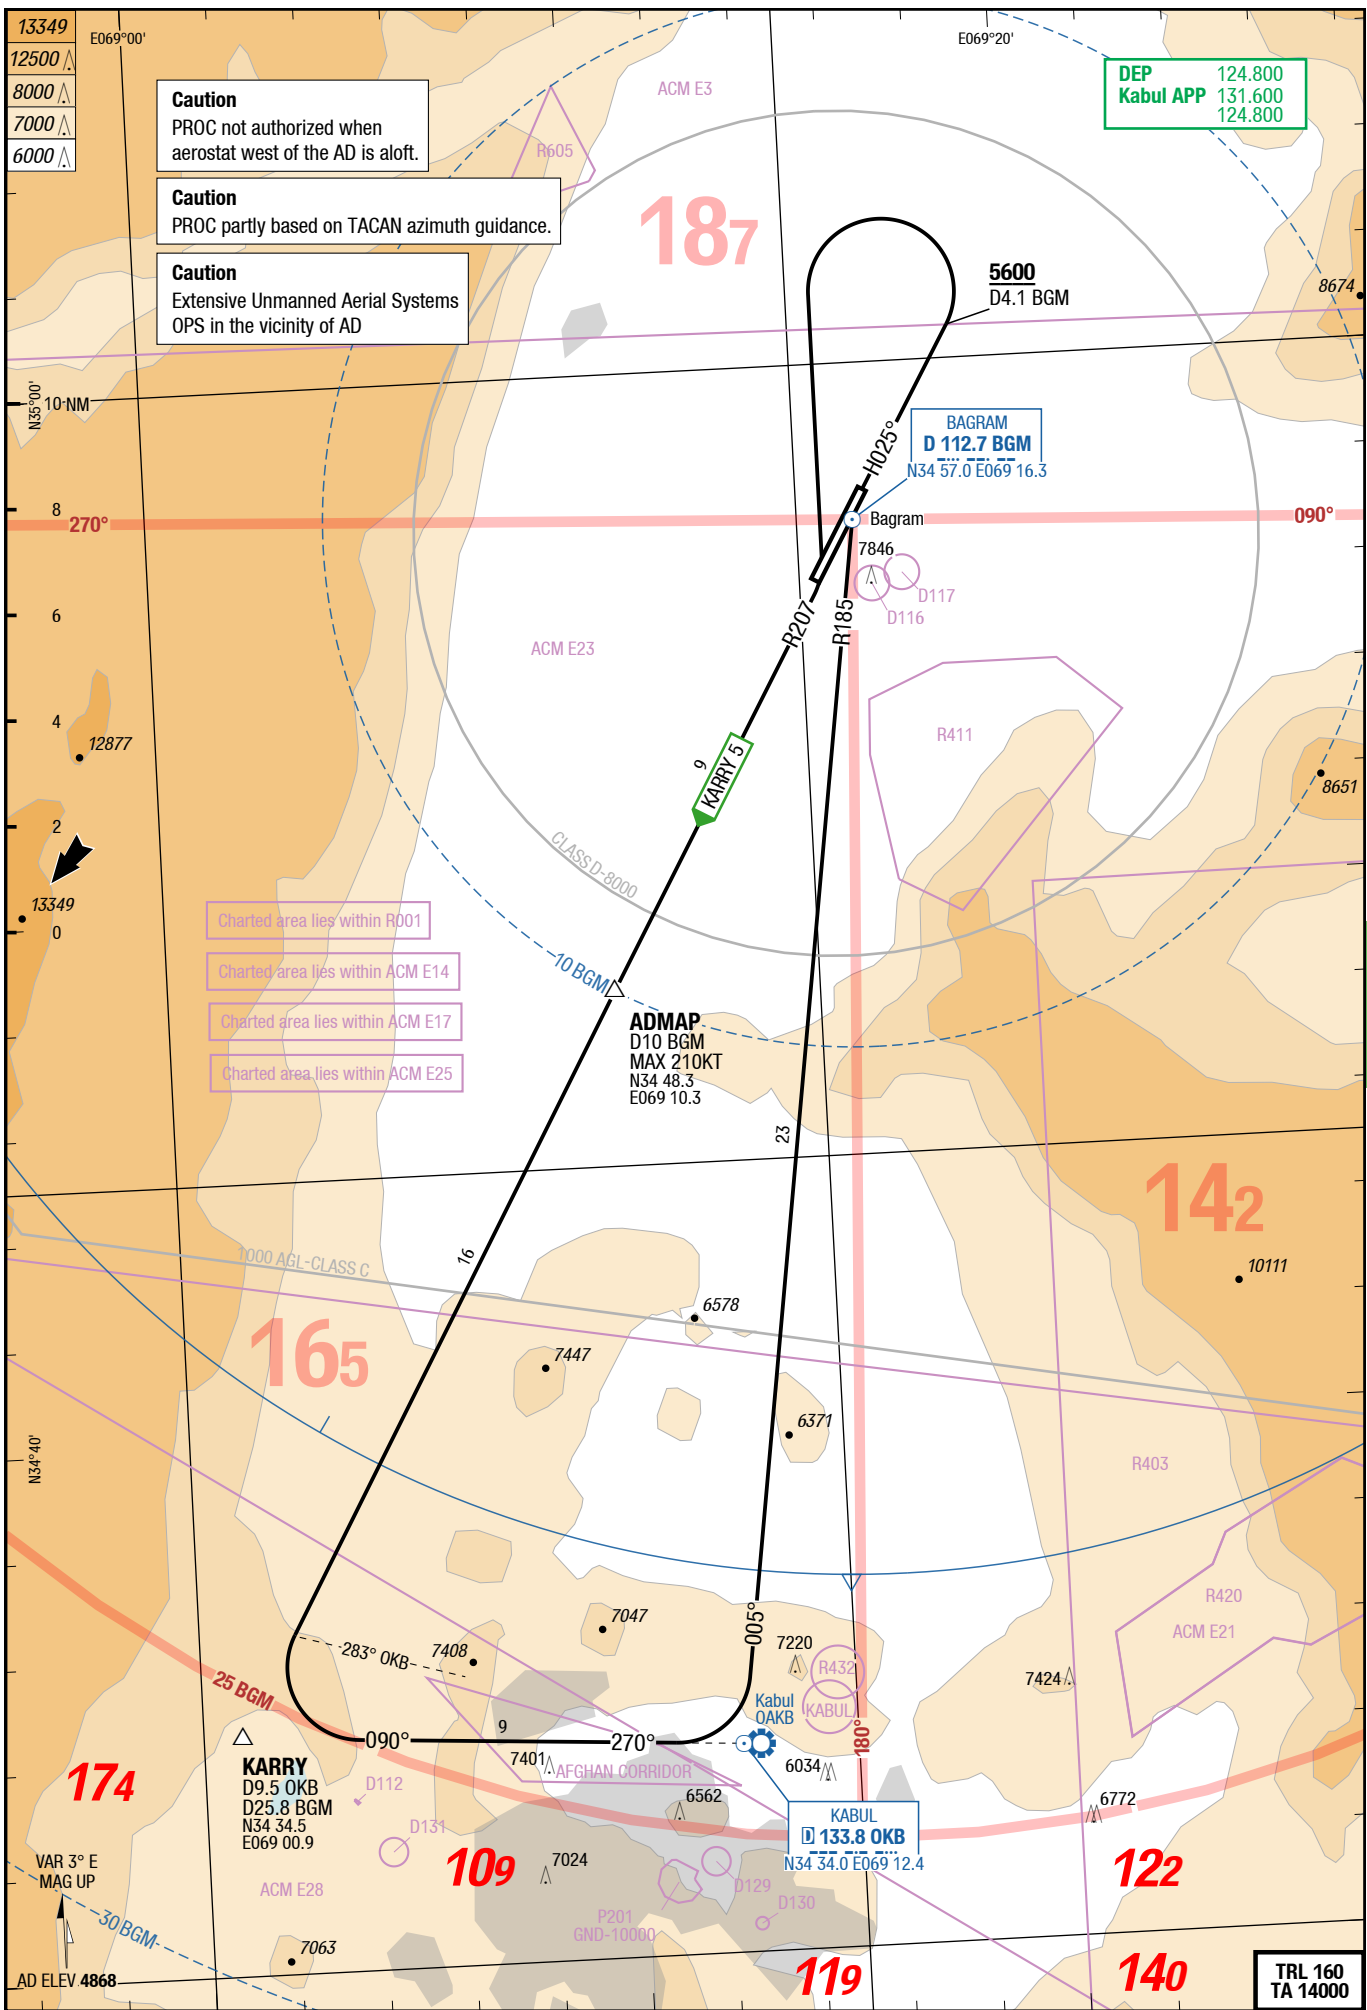 13349
12500
8000
7000
6000
E069°00'
E069°20'
Caution
PROC not authorized when
aerostat west of the AD is aloft.
Caution
PROC partly based on TACAN azimuth guidance.
Caution
Extensive Unmanned Aerial Systems
OPS in the vicinity of AD
DEP 124.800
Kabul APP 131.600
124.800
ACM E3
R605
187
5600
D4.1 BGM
8674
N35°00'
10 NM
8
6
4
2
0
H025°
BAGRAM
D 112.7 BGM
N34 57.0 E069 16.3
270°
090°
Bagram
7846
D117
D116
R207
R185
ACM E23
R411
12877
9
KARRY 5
8651
CLASS D-8000
13349
Charted area lies within R001
Charted area lies within ACM E14
Charted area lies within ACM E17
Charted area lies within ACM E25
10 BGM
ADMAP
D10 BGM
MAX 210KT
N34 48.3
E069 10.3
23
142
16
1000 AGL-CLASS C
10111
6578
165
7447
6371
N34°40'
R403
R420
ACM E21
7047
005°
283° OKB
7408
7220
R432
7424
25 BGM
Kabul
OAKB
KABUL
180°
090°
9
270°
KARRY
D9.5 OKB
D25.8 BGM
N34 34.5
E069 00.9
7401
AFGHAN CORRIDOR
6034
174
D112
6562
6772
D131
KABUL
D 133.8 OKB
N34 34.0 E069 12.4
VAR 3° E
MAG UP
109
7024
122
ACM E28
D129
D130
P201
GND-10000
30 BGM
7063
AD ELEV 4868
119
140
TRL 160
TA 14000